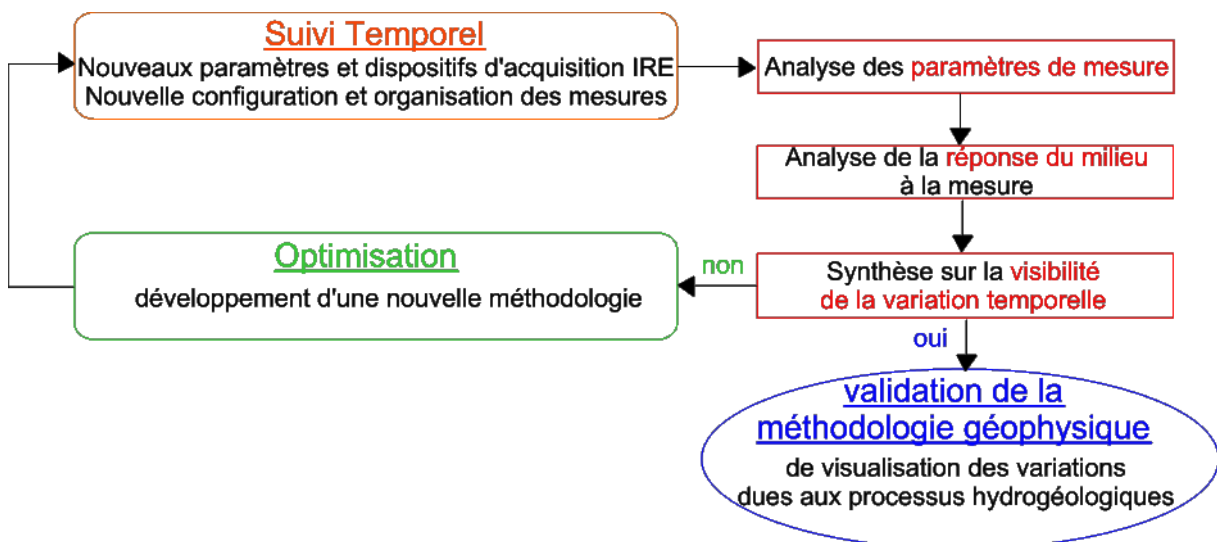 Suivi Temporel
Nouveaux paramètres et dispositifs d'acquisition IRE
Nouvelle configuration et organisation des mesures
Analyse des paramètres de mesure
Analyse de la réponse du milieu
à la mesure
Synthèse sur la visibilité
de la variation temporelle
non
Optimisation
développement d'une nouvelle méthodologie
oui
validation de la
méthodologie géophysique
de visualisation des variations
dues aux processus hydrogéologiques